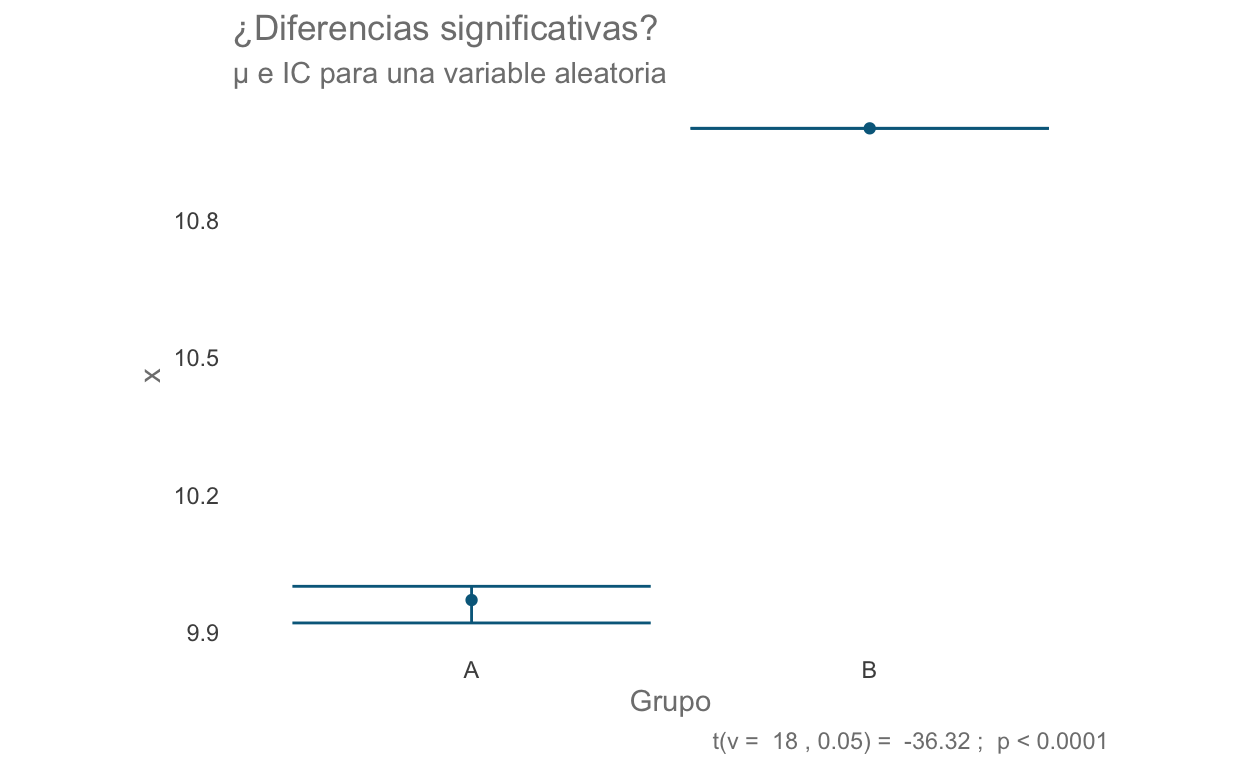 ¿Diferencias significativas?
μ e IC para una variable aleatoria
10.8
10.5
x
10.2
9.9
A B
Grupo
t(v = 18 , 0.05) = -36.32 ; p < 0.0001